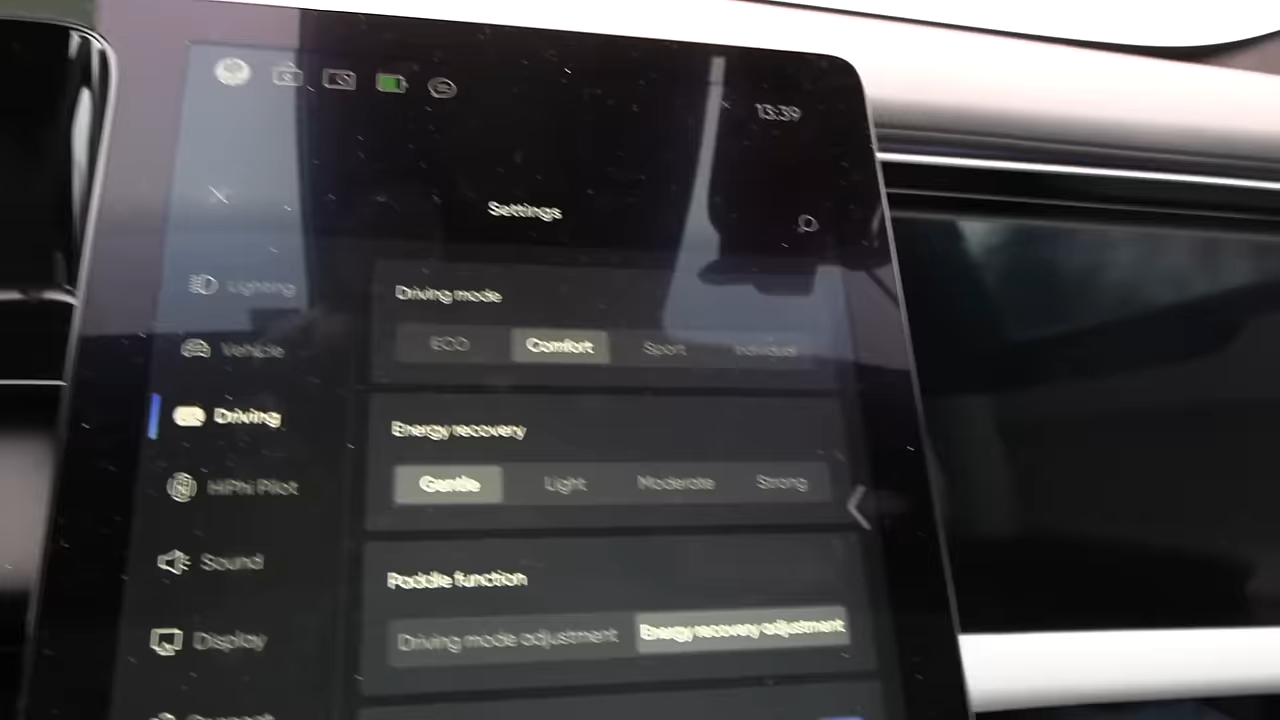 13:39
Settings
Lighting
Vehicle
Driving
HiPhi Pilot
Sound
Display
Driving mode
ECO Comfort Sport Individual
Energy recovery
Gentle Light Moderate Strong
Paddle function
Driving mode adjustment Energy recovery adjustment